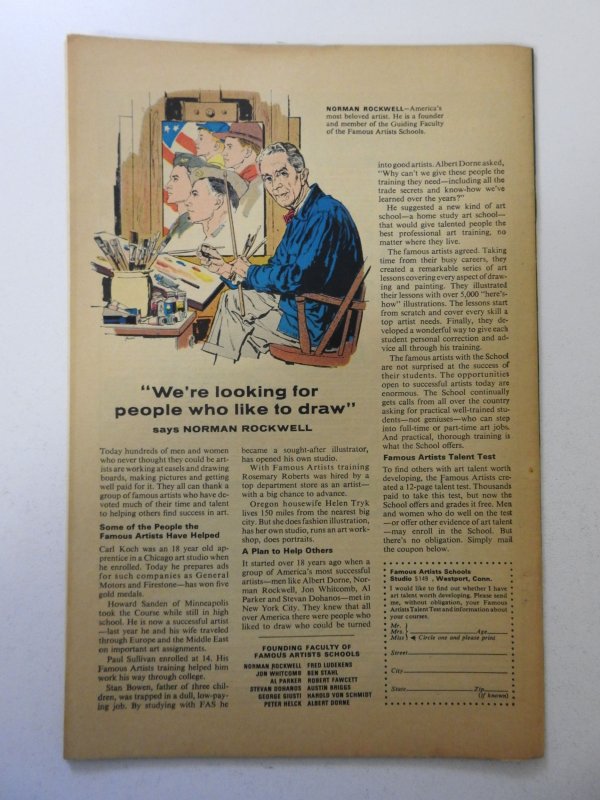 NORMAN ROCKWELL—America's
most beloved artist. He is a founder
and member of the Guiding Faculty
of the Famous Artists Schools.
"We're looking for
people who like to draw"
says NORMAN ROCKWELL
Today hundreds of men and women
who never thought they could be art-
ists are working at easels and drawing
boards, making pictures and getting
well paid for it. They all can thank a
group of famous artists who have de-
voted much of their time and talent
to helping others find success in art.
Some of the People the
Famous Artists Have Helped
Carl Koch was an 18 year old ap-
prentice in a Chicago art studio when
he enrolled. Today he prepares ads
for such companies as General
Motors and Firestone—has won five
gold medals.
Howard Sanden of Minneapolis
took the Course while still in high
school. He is now a successful artist
—last year he and his wife traveled
through Europe and the Middle East
on important art assignments.
Paul Sullivan enrolled at 14. His
Famous Artists training helped him
work his way through college.
Stan Bowen, father of three chil-
dren, was trapped in a dull, low-pay-
ing job. By studying with FAS he
became a sought-after illustrator,
has opened his own studio.
With Famous Artists training
Rosemary Roberts was hired by a
top department store as an artist—
with a big chance to advance.
Oregon housewife Helen Tryk
lives 150 miles from the nearest big
city. But she does fashion illustration,
has her own studio, runs an art work-
shop, does portraits.
A Plan to Help Others
It started over 18 years ago when a
group of America's most successful
artists—men like Albert Dorne, Nor-
man Rockwell, Jon Whitcomb, Al
Parker and Stevan Dohanos—met in
New York City. They knew that all
over America there were people who
liked to draw who could be turned
into good artists. Albert Dorne asked,
"Why can't we give these people the
training they need—including all the
trade secrets and know-how we've
learned over the years?"
He suggested a new kind of art
school—a home study art school—
that would give talented people the
best professional art training, no
matter where they live.
The famous artists agreed. Taking
time from their busy careers, they
created a remarkable series of art
lessons covering every aspect of draw-
ing and painting. They illustrated
their lessons with over 5,000 "here's-
how" illustrations. The lessons start
from scratch and cover every skill a
top artist needs. Finally, they de-
veloped a wonderful way to give each
student personal correction and ad-
vice all through his training.
The famous artists with the School
are not surprised at the success of
their students. The opportunities
open to successful artists today are
enormous. The School continually
gets calls from all over the country
asking for practical well-trained stu-
dents—not geniuses—who can step
into full-time or part-time art jobs.
And practical, thorough training is
what the School offers.
Famous Artists Talent Test
To find others with art talent worth
developing, the Famous Artists cre-
ated a 12-page talent test. Thousands
paid to take this test, but now the
School offers and grades it free. Men
and women who do well on the test
—or offer other evidence of art talent
—may enroll in the School. But
there's no obligation. Simply mail
the coupon below.
FOUNDING FACULTY OF
FAMOUS ARTISTS SCHOOLS
NORMAN ROCKWELL FRED LUDEKENS
JON WHITCOMB BEN STAHL
AL PARKER ROBERT FAWCETT
STEVAN DOHANOS AUSTIN BRIGGS
GEORGE GIUSTI HAROLD VON SCHMIDT
PETER HELCK ALBERT DORNE
Famous Artists Schools
Studio 5149, Westport, Conn.
I would like to find out whether I have
art talent worth developing. Please send
me, without obligation, your Famous
Artists Talent Test and information about
your courses.
Mr.
Mrs. Age
Miss Circle one and please print
Street
City
State Zip
(if known)